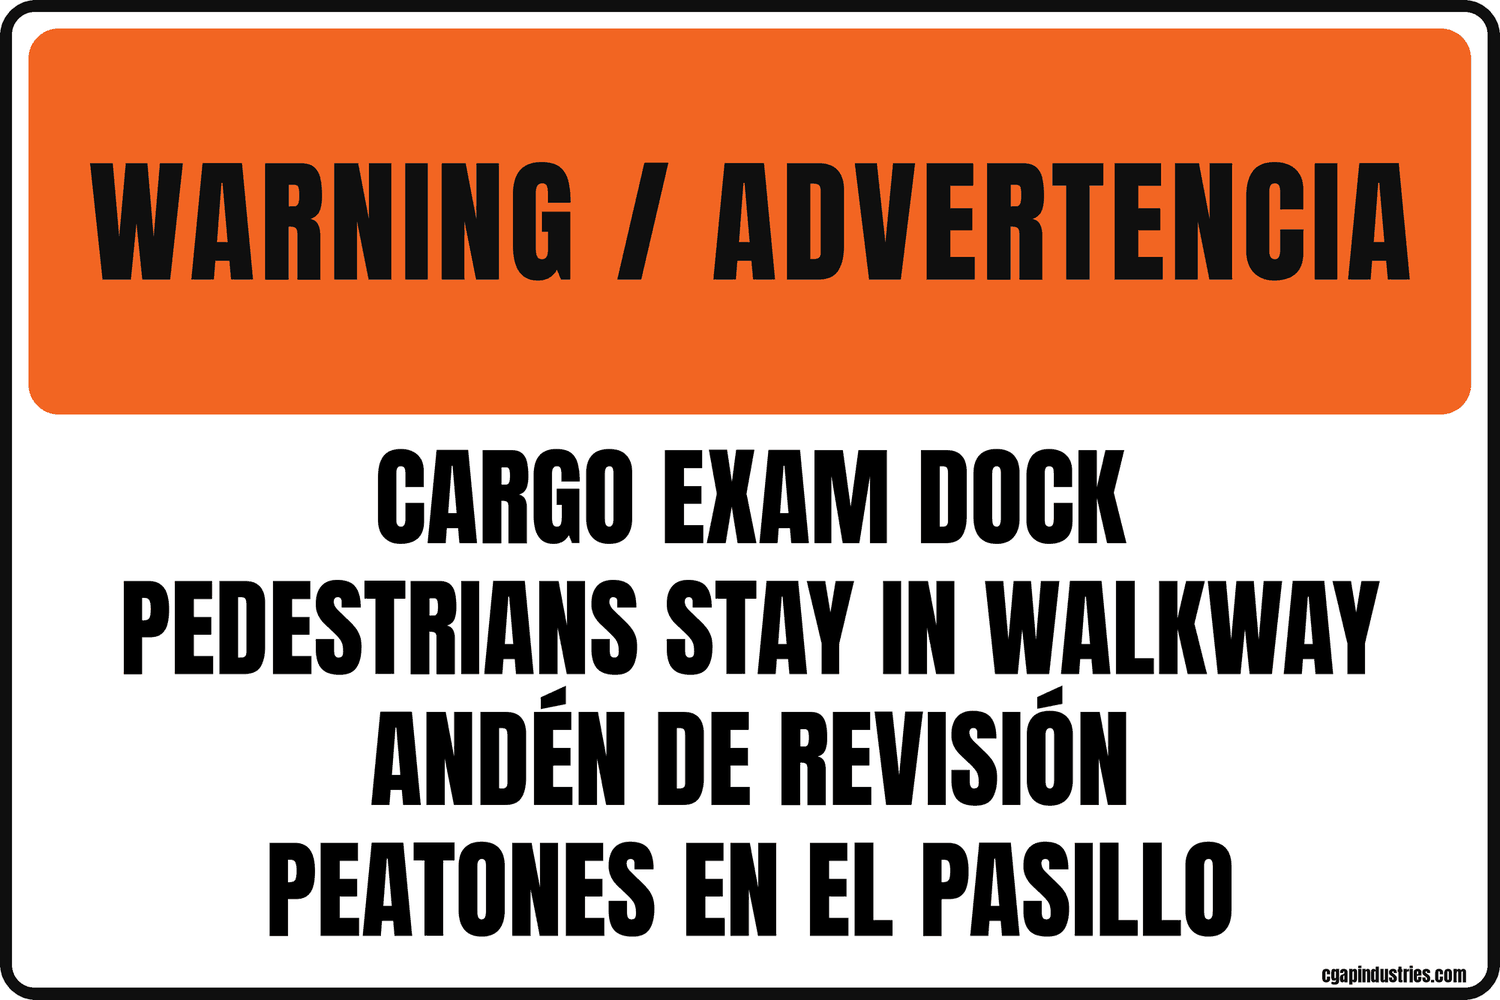 WARNING / ADVERTENCIA
CARGO EXAM DOCK
PEDESTRIANS STAY IN WALKWAY
ANDÉN DE REVISIÓN
PEATONES EN EL PASILLO
cgapindustries.com